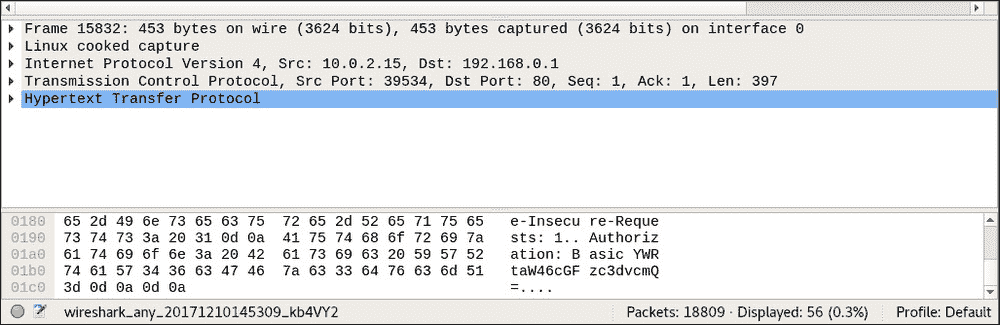 Frame 15832: 453 bytes on wire (3624 bits), 453 bytes captured (3624 bits) on interface 0
Linux cooked capture
Internet Protocol Version 4, Src: 10.0.2.15, Dst: 192.168.0.1
Transmission Control Protocol, Src Port: 39534, Dst Port: 80, Seq: 1, Ack: 1, Len: 397
Hypertext Transfer Protocol
0180 65 2d 49 6e 73 65 63 75 72 65 2d 52 65 71 75 65 e-Insecu re-Reque
0190 73 74 73 3a 20 31 0d 0a 41 75 74 68 6f 72 69 7a sts: 1.. Authoriz
01a0 61 74 69 6f 6e 3a 20 42 61 73 69 63 20 59 57 52 ation: B asic YWR
01b0 74 61 57 34 36 63 47 46 7a 63 33 64 76 63 6d 51 taW46cGF zc3dvcmQ
01c0 3d 0d 0a 0d 0a =....
wireshark_any_20171210145309_kb4VY2 Packets: 18809 · Displayed: 56 (0.3%) Profile: Default